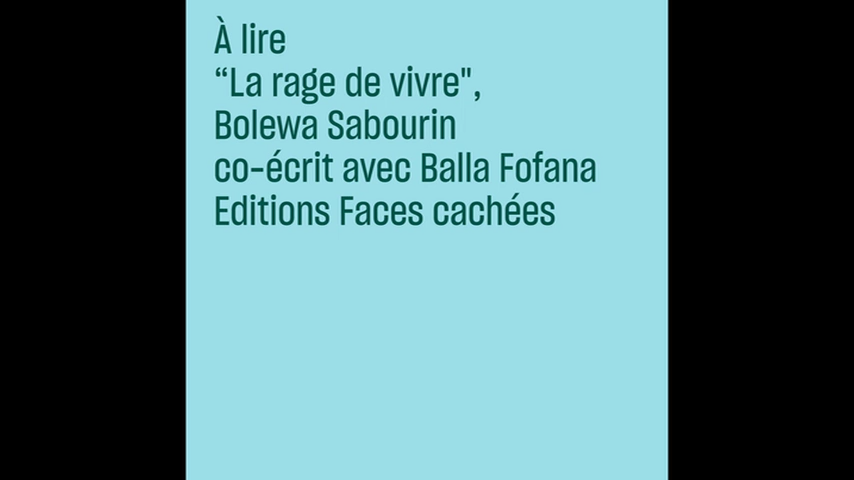 À lire
“La rage de vivre",
Bolewa Sabourin
co-écrit avec Balla Fofana
Editions Faces cachées